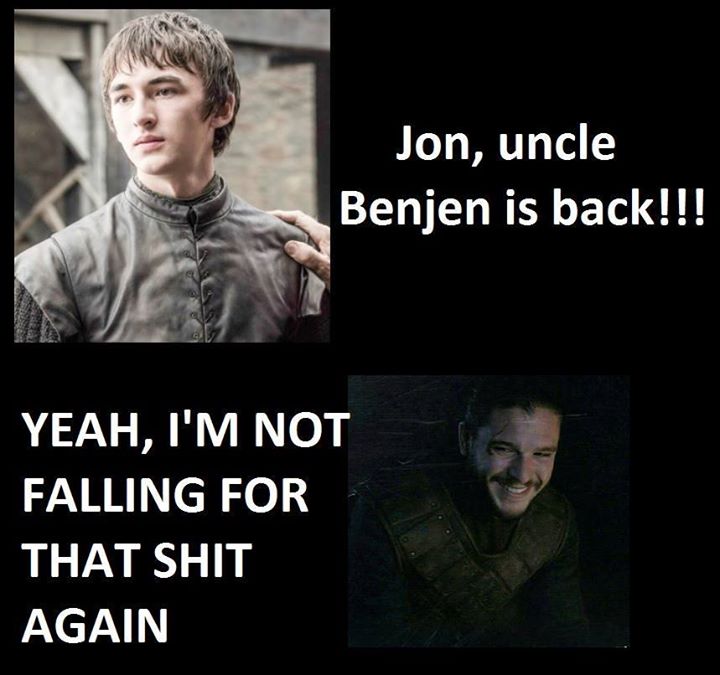 Jon, uncle
Benjen is back!!!
YEAH, I'M NOT
FALLING FOR
THAT SHIT
AGAIN